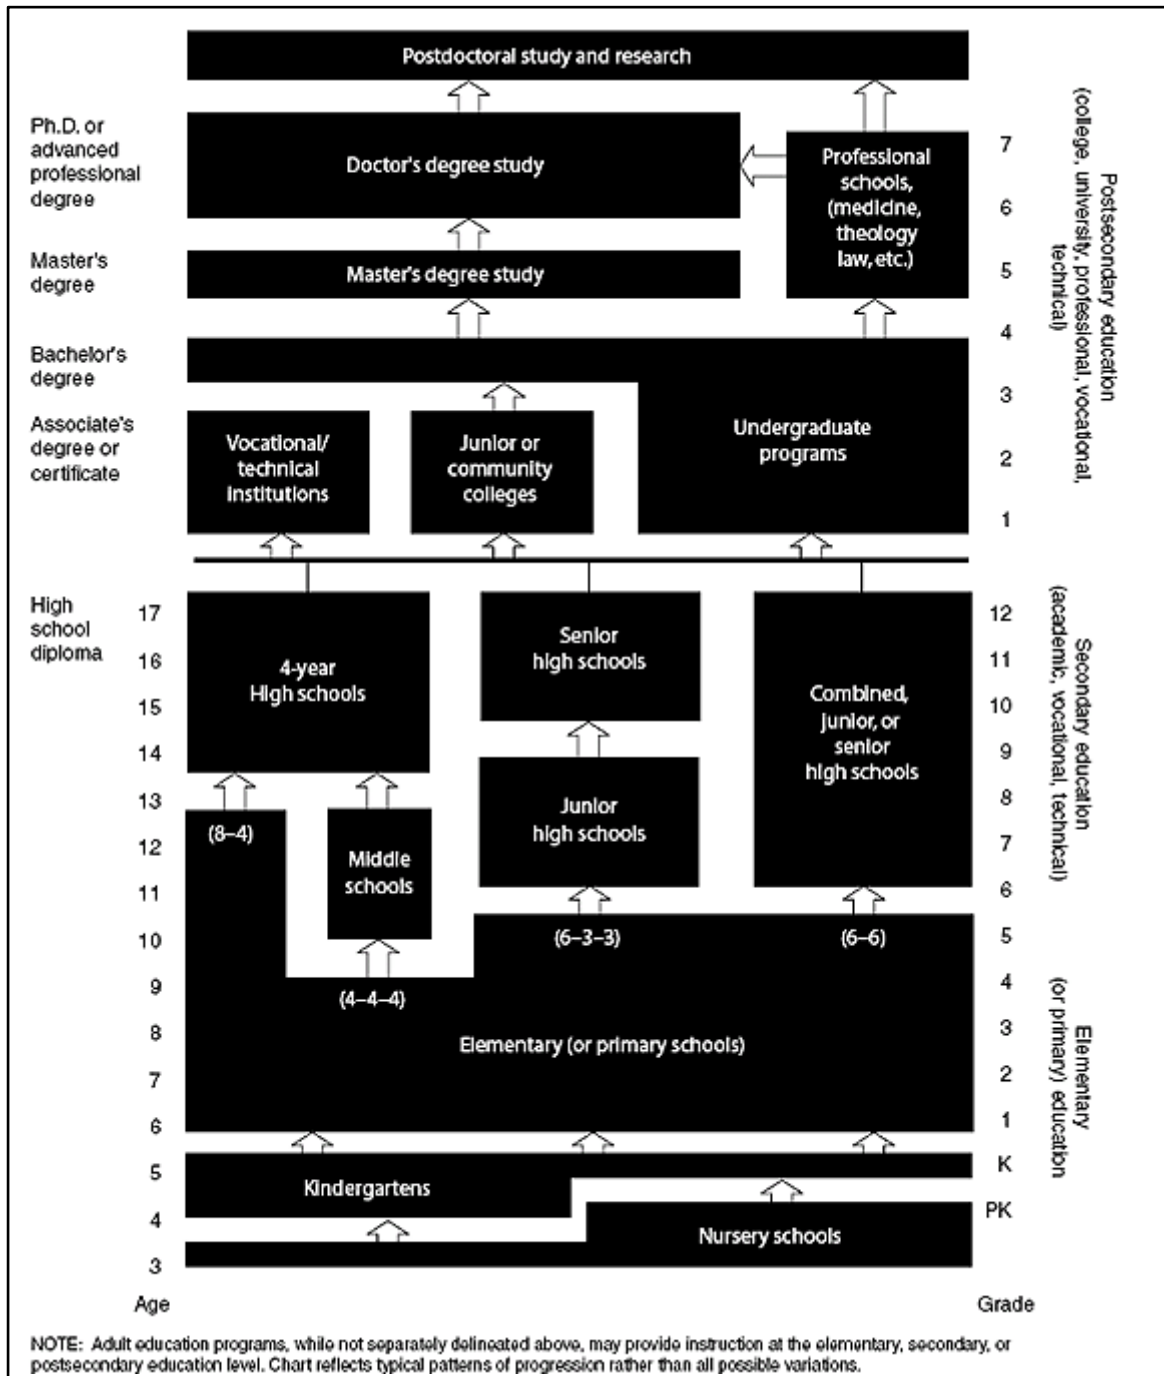 Postdoctoral study and research
Ph.D. or
advanced
professional
degree
Doctor's degree study
Professional
schools,
(medicine,
theology
law, etc.)
7
6
5
4
3
2
1
Postsecondary education
(college, university, professional, vocational,
technical)
Master's
degree
Master's degree study
Bachelor's
degree
Associate's
degree or
certificate
Vocational/
technical
institutions
Junior or
community
colleges
Undergraduate
programs
High
school
diploma
17
16
15
14
13
12
11
10
9
8
7
6
5
4
3
Age
4-year
High schools
Senior
high schools
Combined,
junior, or
senior
high schools
Junior
high schools
(8–4)
Middle
schools
(4–4–4)
(6–3–3)
(6–6)
Elementary (or primary schools)
Kindergartens
Nursery schools
12
11
10
9
8
7
6
5
4
3
2
1
K
PK
Grade
Secondary education
(academic, vocational, technical)
Elementary
(or primary) education
NOTE: Adult education programs, while not separately delineated above, may provide instruction at the elementary, secondary, or
postsecondary education level. Chart reflects typical patterns of progression rather than all possible variations.